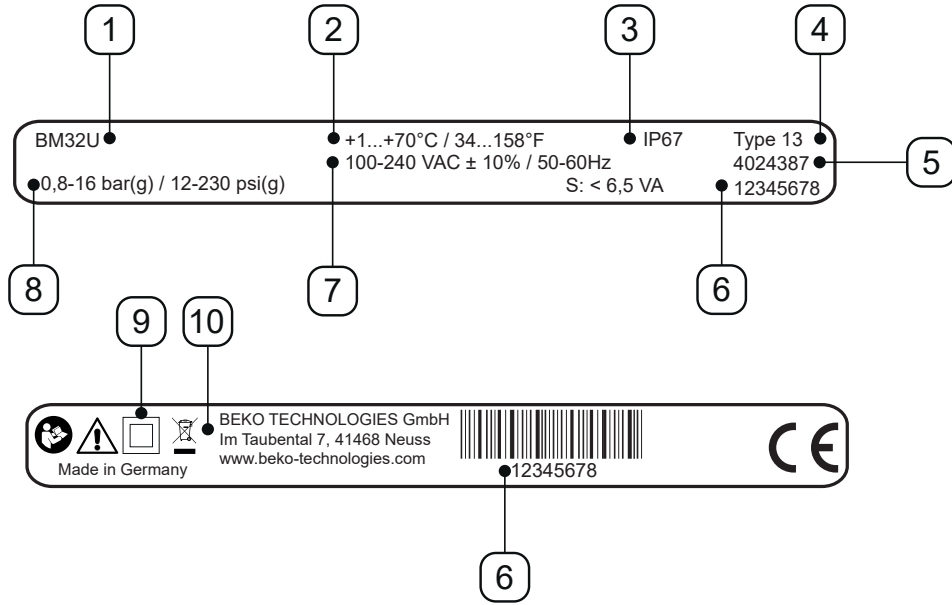 1 2 3 4
BM32U +1...+70°C / 34...158°F IP67 Type 13
100-240 VAC ± 10% / 50-60Hz 4024387
5
0,8-16 bar(g) / 12-230 psi(g) S: < 6,5 VA 12345678
8 7 6
9 10
BEKO TECHNOLOGIES GmbH
Im Taubental 7, 41468 Neuss
www.beko-technologies.com
Made in Germany
12345678
CE
6